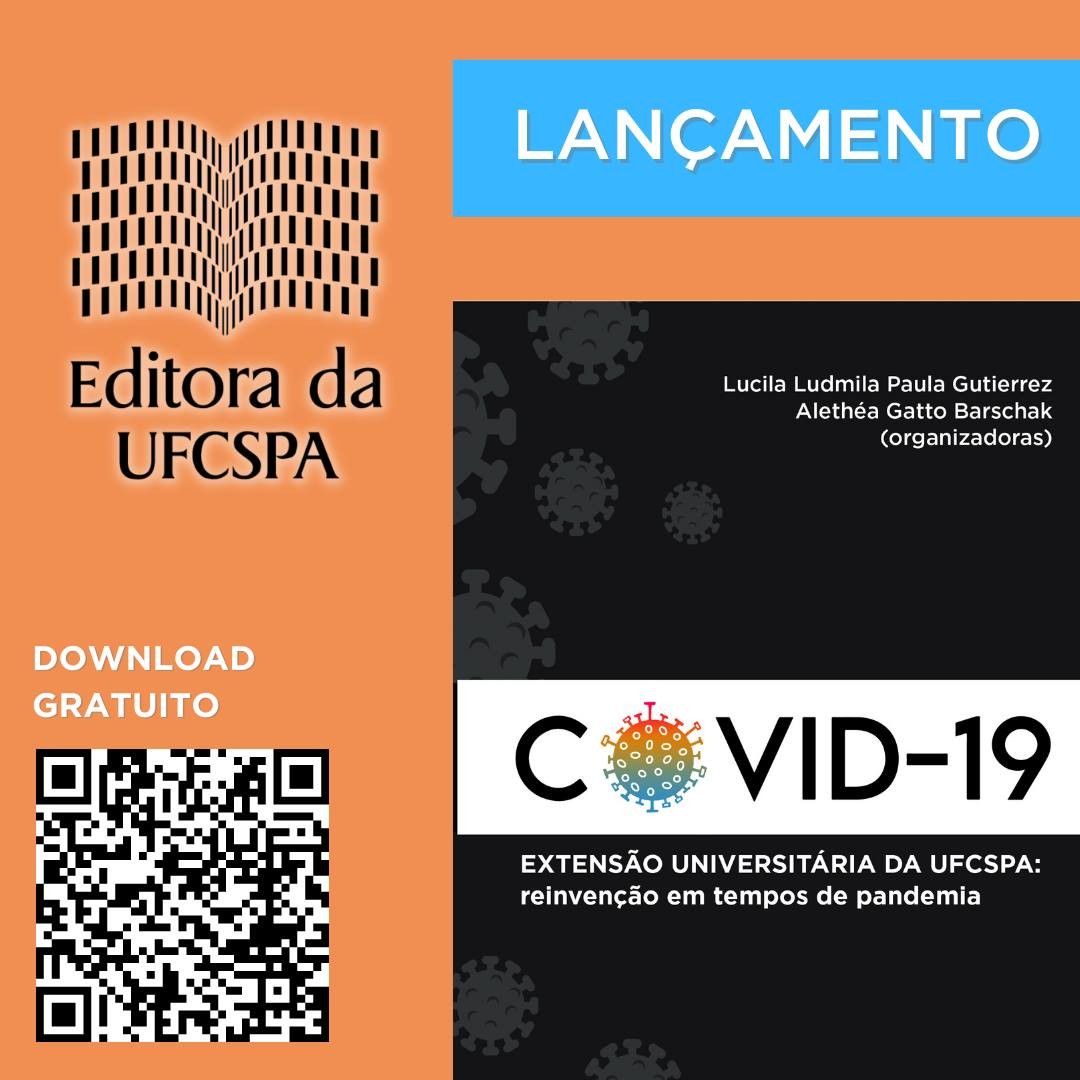 Editora da
UFCSPA
DOWNLOAD
GRATUITO
LANÇAMENTO
Lucila Ludmila Paula Gutierrez
Alethéa Gatto Barschak
(organizadoras)
COVID-19
EXTENSÃO UNIVERSITÁRIA DA UFCSPA:
reinvenção em tempos de pandemia